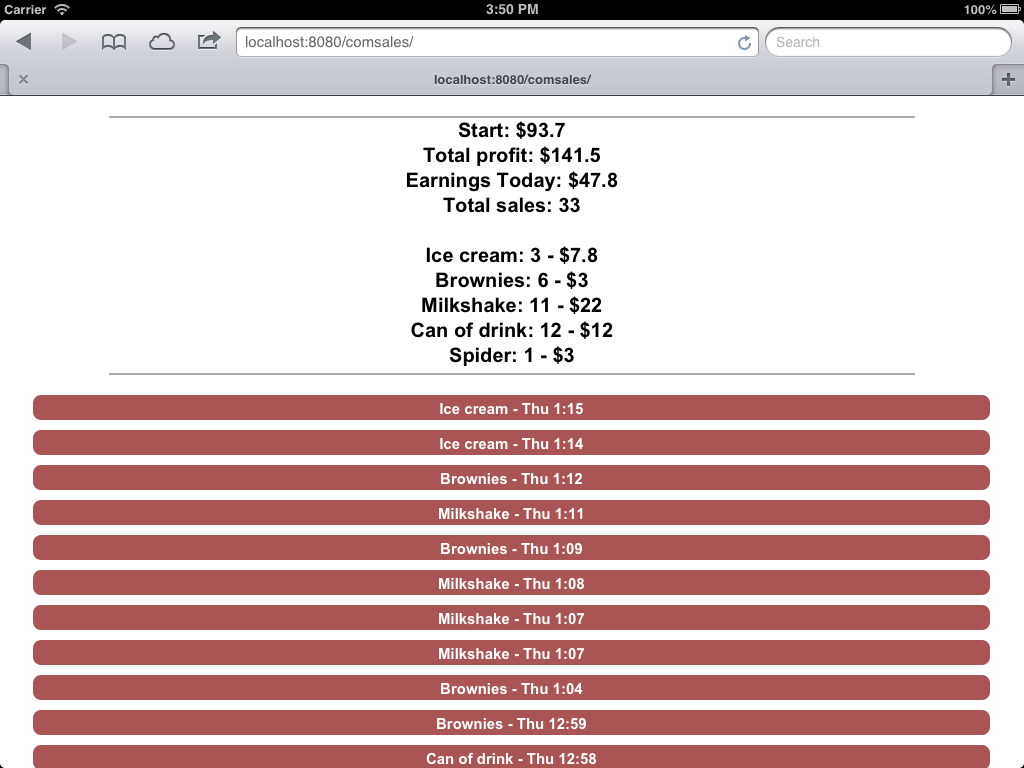 Carrier 3:50 PM 100%
localhost:8080/comsales/ Search
localhost:8080/comsales/
Start: $93.7
Total profit: $141.5
Earnings Today: $47.8
Total sales: 33
Ice cream: 3 - $7.8
Brownies: 6 - $3
Milkshake: 11 - $22
Can of drink: 12 - $12
Spider: 1 - $3
Ice cream - Thu 1:15
Ice cream - Thu 1:14
Brownies - Thu 1:12
Milkshake - Thu 1:11
Brownies - Thu 1:09
Milkshake - Thu 1:08
Milkshake - Thu 1:07
Milkshake - Thu 1:07
Brownies - Thu 1:04
Brownies - Thu 12:59
Can of drink - Thu 12:58